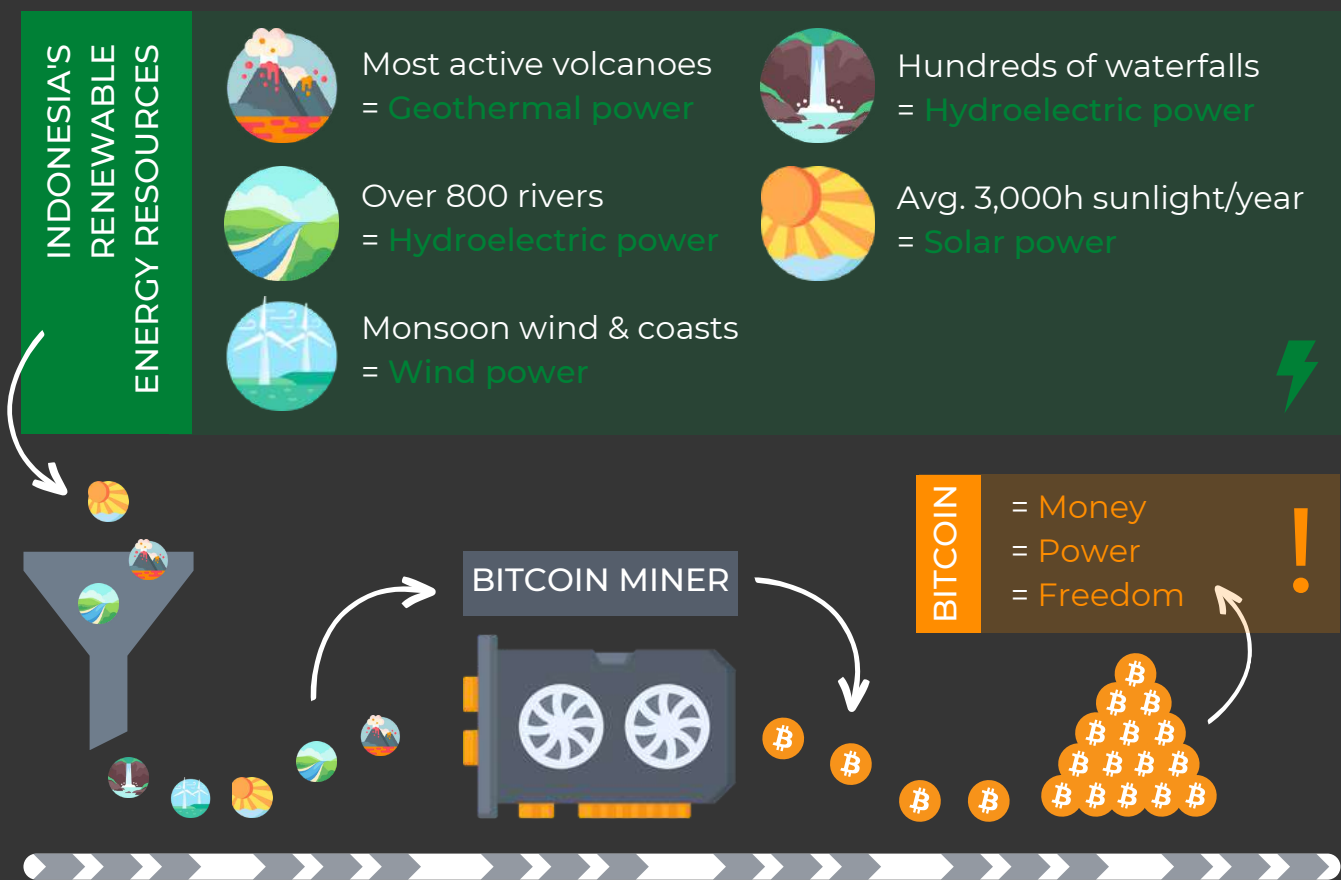 INDONESIA'S
RENEWABLE
ENERGY RESOURCES
Most active volcanoes
= Geothermal power
Hundreds of waterfalls
= Hydroelectric power
Over 800 rivers
= Hydroelectric power
Avg. 3,000h sunlight/year
= Solar power
Monsoon wind & coasts
= Wind power
BITCOIN MINER
BITCOIN
= Money
= Power
= Freedom
!